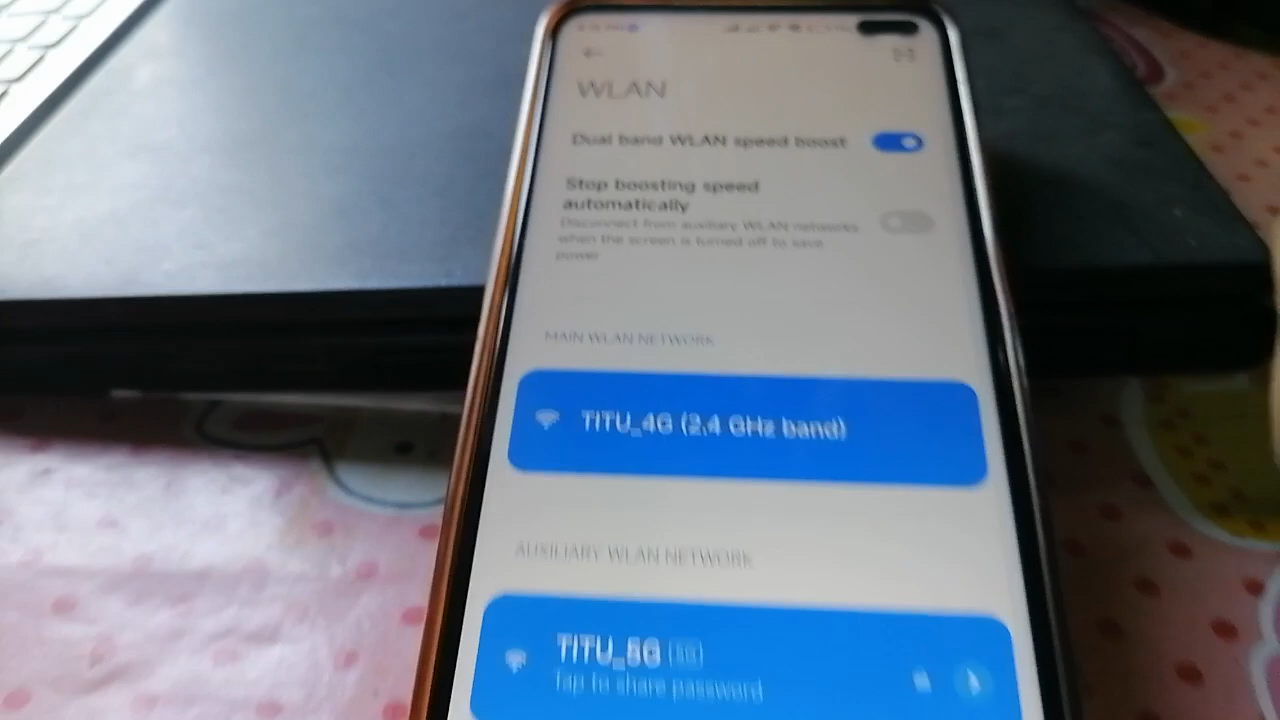 WLAN
Dual band WLAN speed boost
Stop boosting speed
automatically
Disconnect from auxiliary WLAN networks
when the screen is turned off to save
power
MAIN WLAN NETWORK
TITU_4G (2.4 GHz band)
AUXILIARY WLAN NETWORK
TITU_5G 5G
Tap to share password